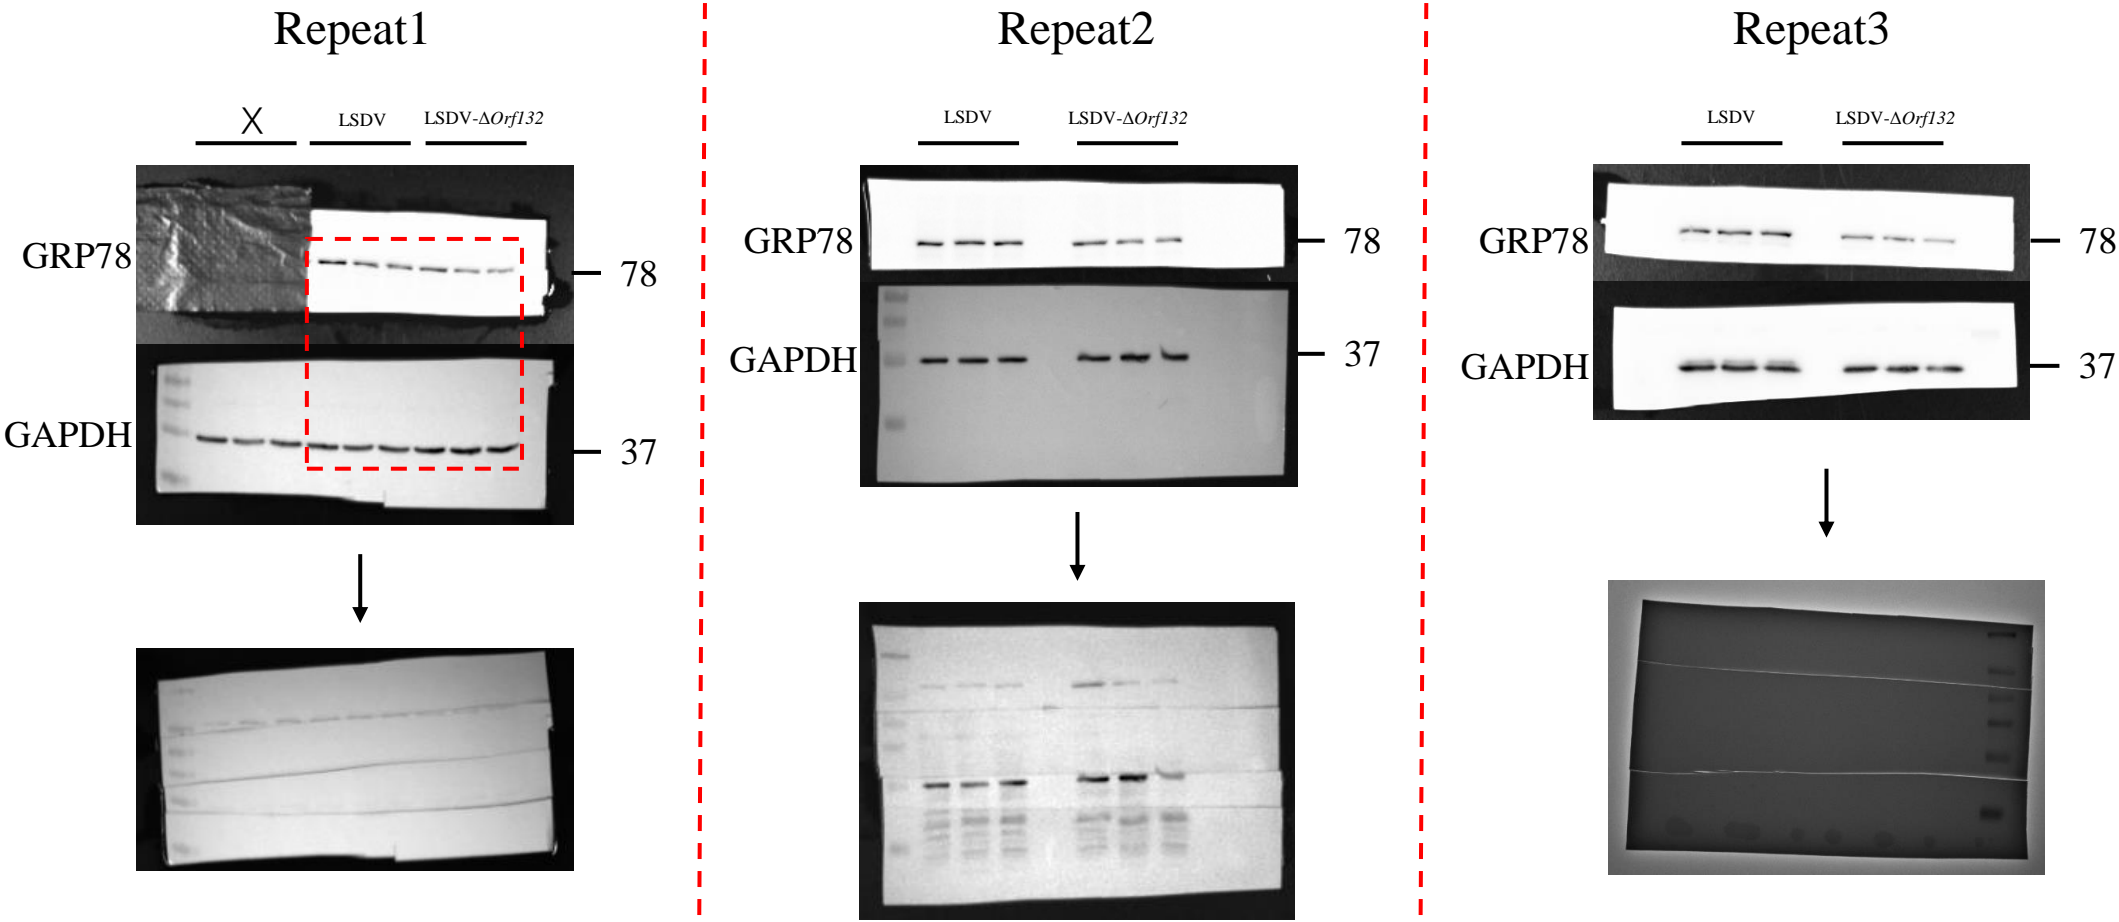 Repeat1
Repeat2
Repeat3
X
LSDV
LSDV-ΔOrf132
LSDV
LSDV-ΔOrf132
LSDV
LSDV-ΔOrf132
GRP78
78
GAPDH
37
GRP78
78
GAPDH
37
GRP78
78
GAPDH
37